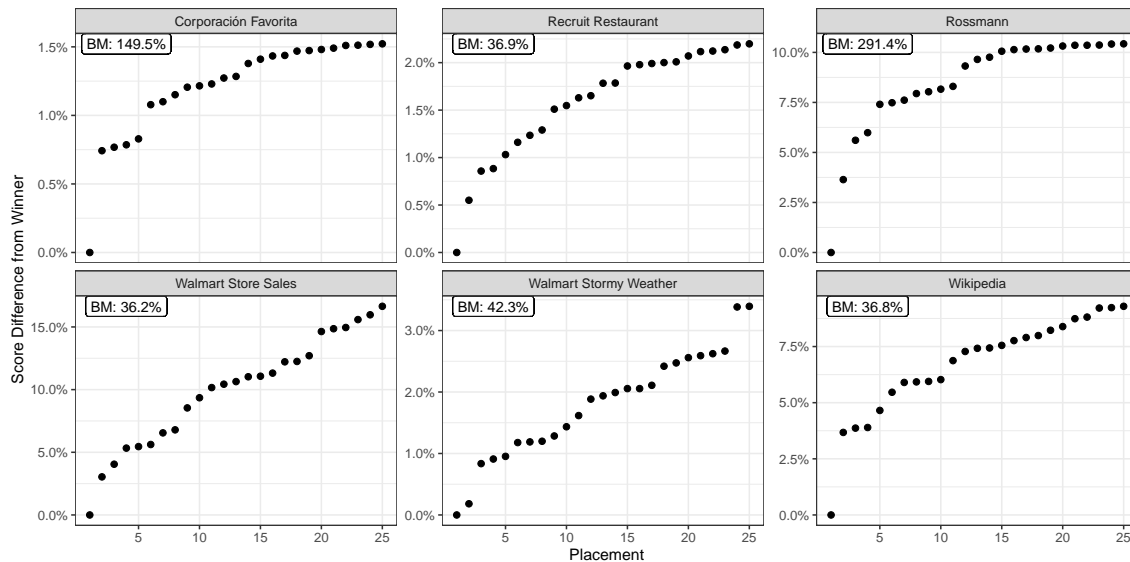 Corporación Favorita
Recruit Restaurant
Rossmann
BM: 149.5%
BM: 36.9%
BM: 291.4%
1.5%
1.0%
0.5%
0.0%
2.0%
1.0%
0.0%
10.0%
7.5%
5.0%
2.5%
0.0%
Score Difference from Winner
Walmart Store Sales
Walmart Stormy Weather
Wikipedia
BM: 36.2%
BM: 42.3%
BM: 36.8%
15.0%
10.0%
5.0%
0.0%
3.0%
2.0%
1.0%
0.0%
7.5%
5.0%
2.5%
0.0%
5 10 15 20 25
5 10 15 20 25
5 10 15 20 25
Placement